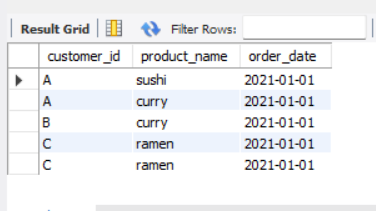 Result Grid Filter Rows:
customer_id product_name order_date
A sushi 2021-01-01
A curry 2021-01-01
B curry 2021-01-01
C ramen 2021-01-01
C ramen 2021-01-01